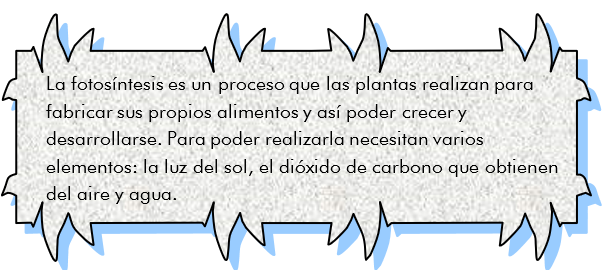 La fotosíntesis es un proceso que las plantas realizan para
fabricar sus propios alimentos y así poder crecer y
desarrollarse. Para poder realizarla necesitan varios
elementos: la luz del sol, el dióxido de carbono que obtienen
del aire y agua.